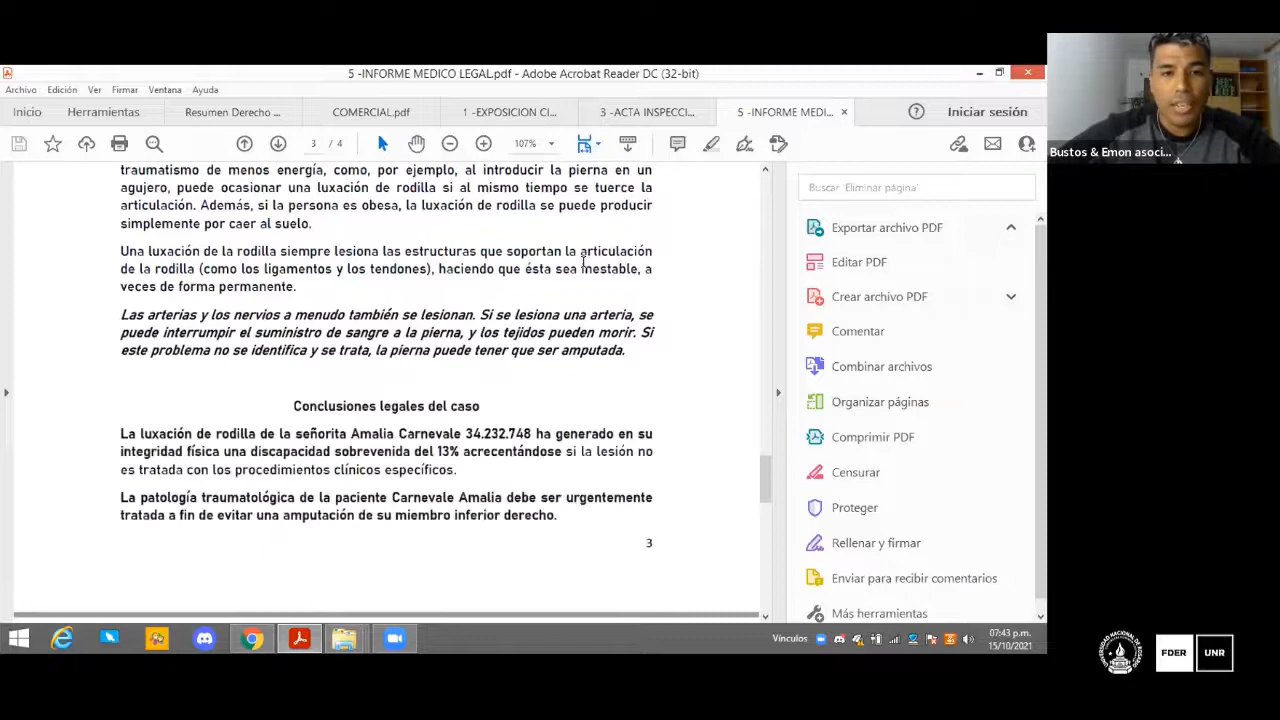 5 -INFORME MEDICO LEGAL.pdf - Adobe Acrobat Reader DC (32-bit)
Archivo Edición Ver Firmar Ventana Ayuda
Inicio Herramientas Resumen Derecho ... COMERCIAL.pdf 1 -EXPOSICION CI... 3 -ACTA INSPECCI... 5 -INFORME MEDI... Iniciar sesión
3 / 4 107%
Bustos & Emon asoci...
traumatismo de menos energía, como, por ejemplo, al introducir la pierna en un
agujero, puede ocasionar una luxación de rodilla si al mismo tiempo se tuerce la
articulación. Además, si la persona es obesa, la luxación de rodilla se puede producir
simplemente por caer al suelo.
Una luxación de la rodilla siempre lesiona las estructuras que soportan la articulación
de la rodilla (como los ligamentos y los tendones), haciendo que ésta sea inestable, a
veces de forma permanente.
Las arterias y los nervios a menudo también se lesionan. Si se lesiona una arteria, se
puede interrumpir el suministro de sangre a la pierna, y los tejidos pueden morir. Si
este problema no se identifica y se trata, la pierna puede tener que ser amputada.
Conclusiones legales del caso
La luxación de rodilla de la señorita Amalia Carnevale 34.232.748 ha generado en su
integridad física una discapacidad sobrevenida del 13% acrecentándose si la lesión no
es tratada con los procedimientos clínicos específicos.
La patología traumatológica de la paciente Carnevale Amalia debe ser urgentemente
tratada a fin de evitar una amputación de su miembro inferior derecho.
3
Buscar 'Eliminar página'
Exportar archivo PDF
Editar PDF
Crear archivo PDF
Comentar
Combinar archivos
Organizar páginas
Comprimir PDF
Censurar
Proteger
Rellenar y firmar
Enviar para recibir comentarios
Más herramientas
Vínculos
07:43 p.m.
15/10/2021
FDER UNR